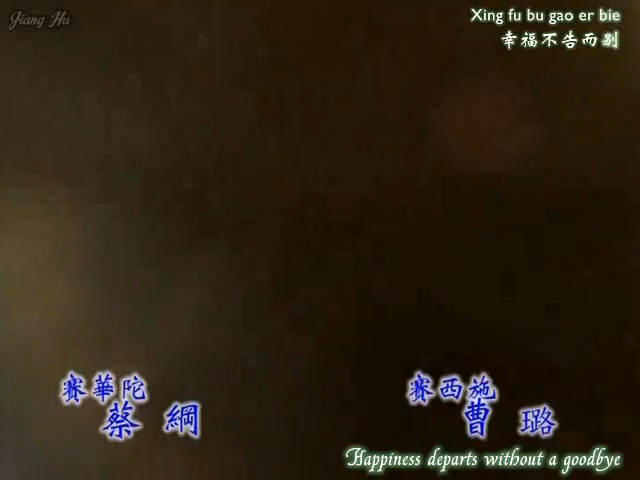 Jiang Hu
Xing fu bu gao er bie
幸福不告而别
賽華陀
蔡 綱
賽西施
曹 璐
Happiness departs without a goodbye